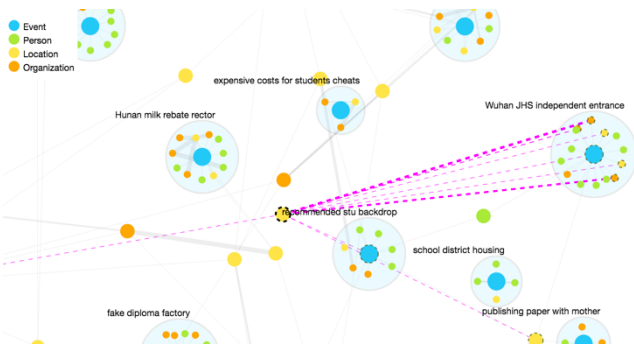 Event
Person
Location
Organization
expensive costs for students cheats
Hunan milk rebate rector
Wuhan JHS independent entrance
recommended stu backdrop
school district housing
fake diploma factory
publishing paper with mother